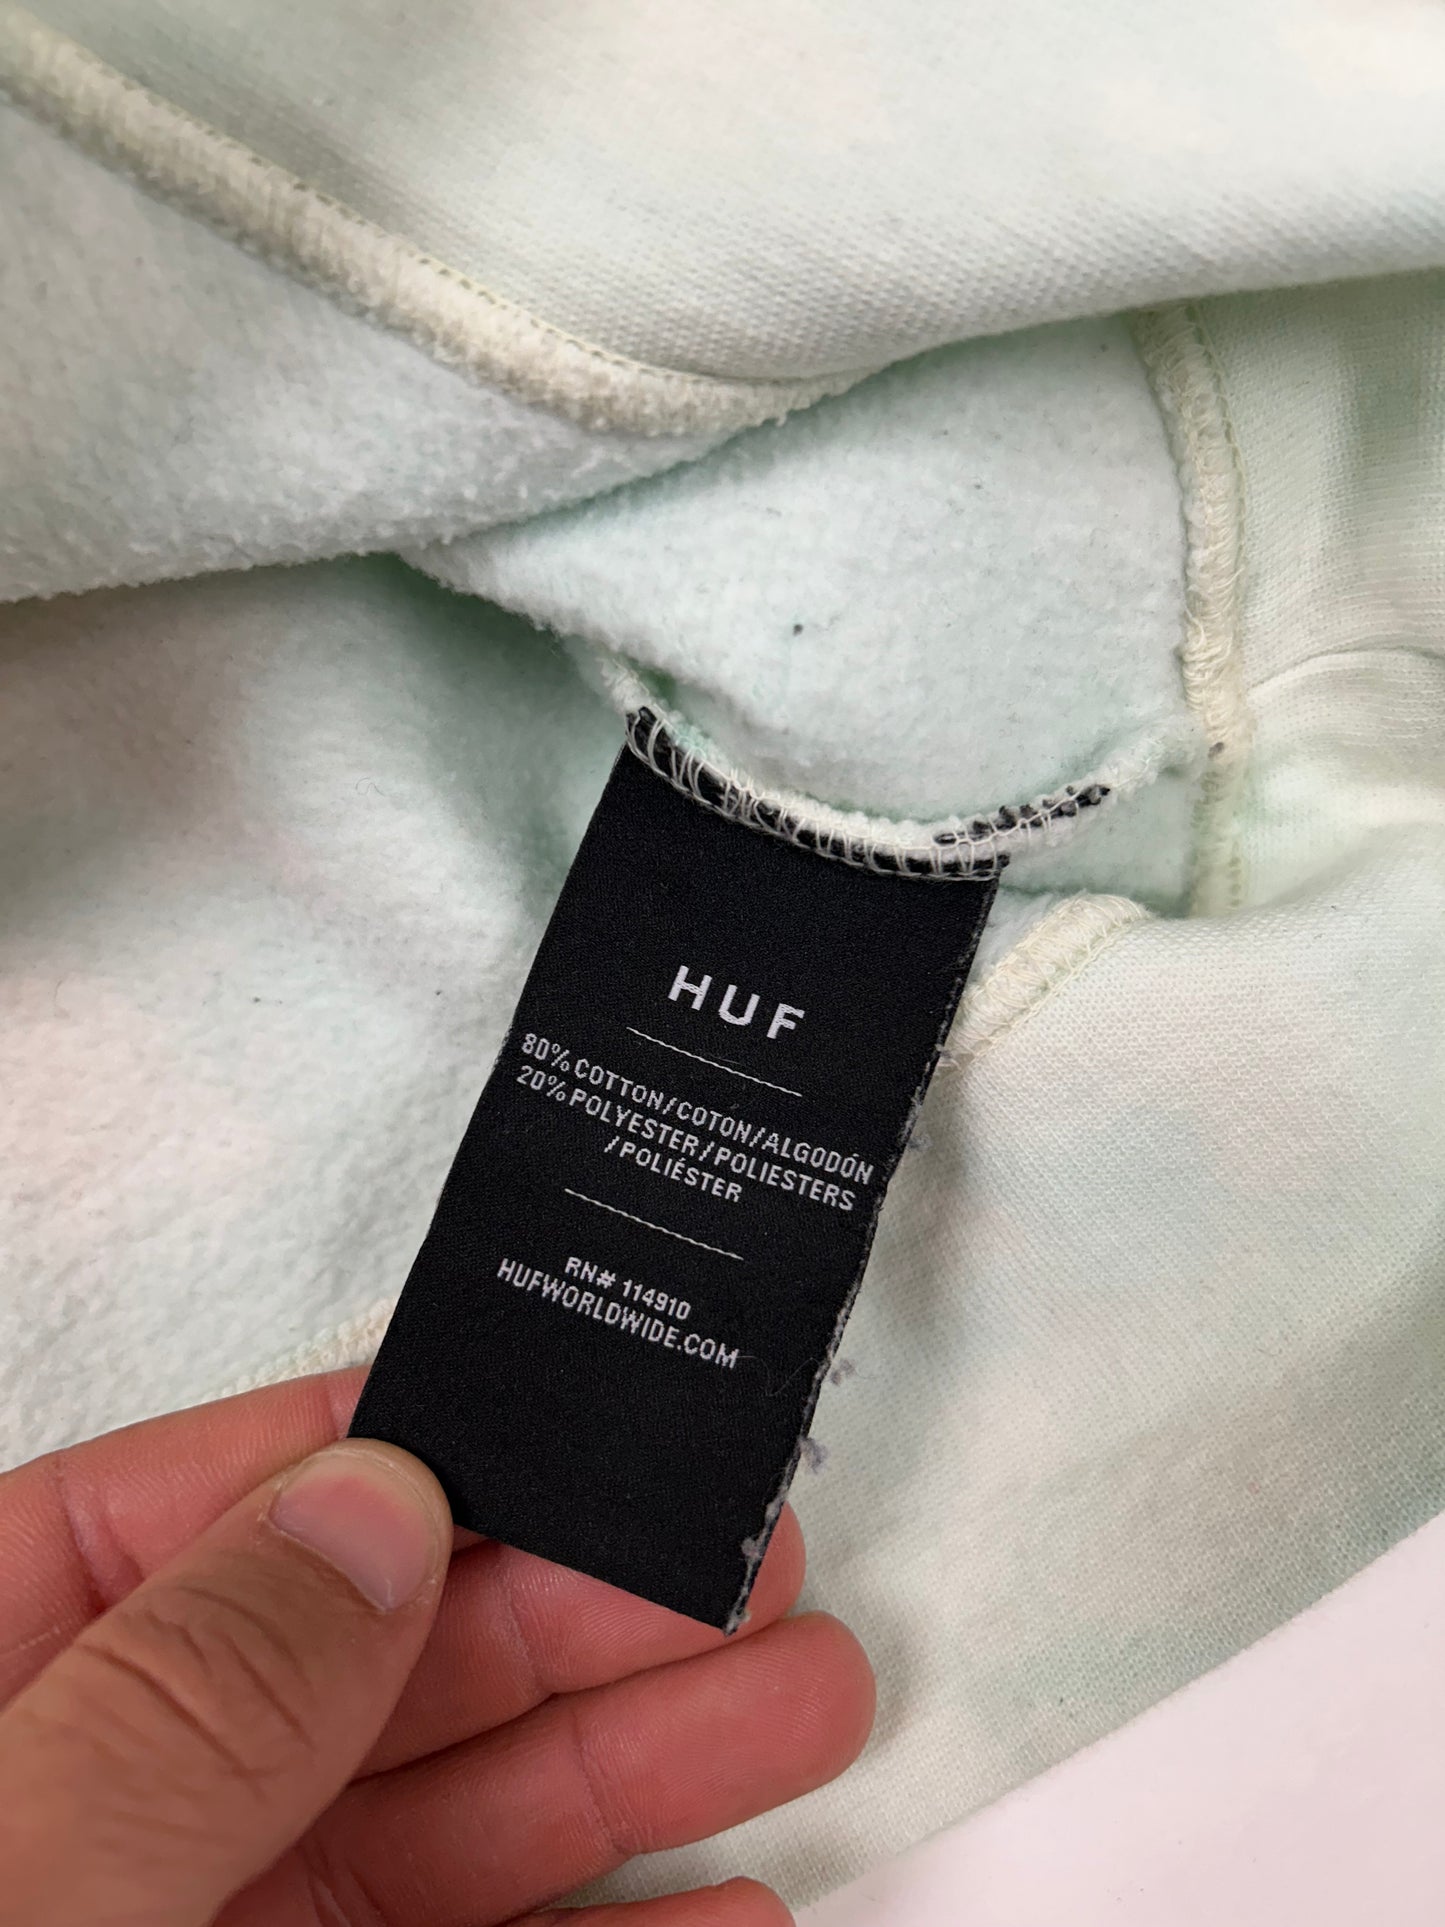 HUF
80% COTTON/COTON/ALGODÓN
20% POLYESTER/POLIESTERS
/POLIÉSTER
RN# 114910
HUFWORLDWIDE.COM